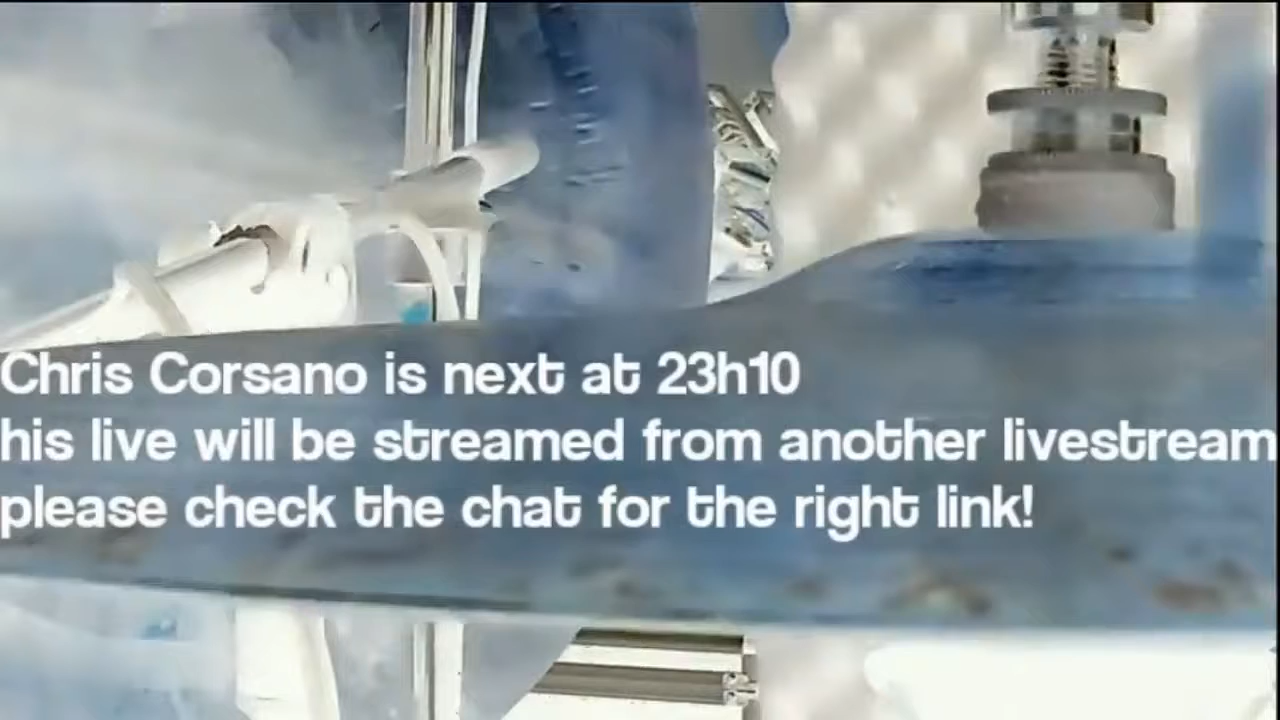 Chris Corsano is next at 23h10
his live will be streamed from another livestream
please check the chat for the right link!